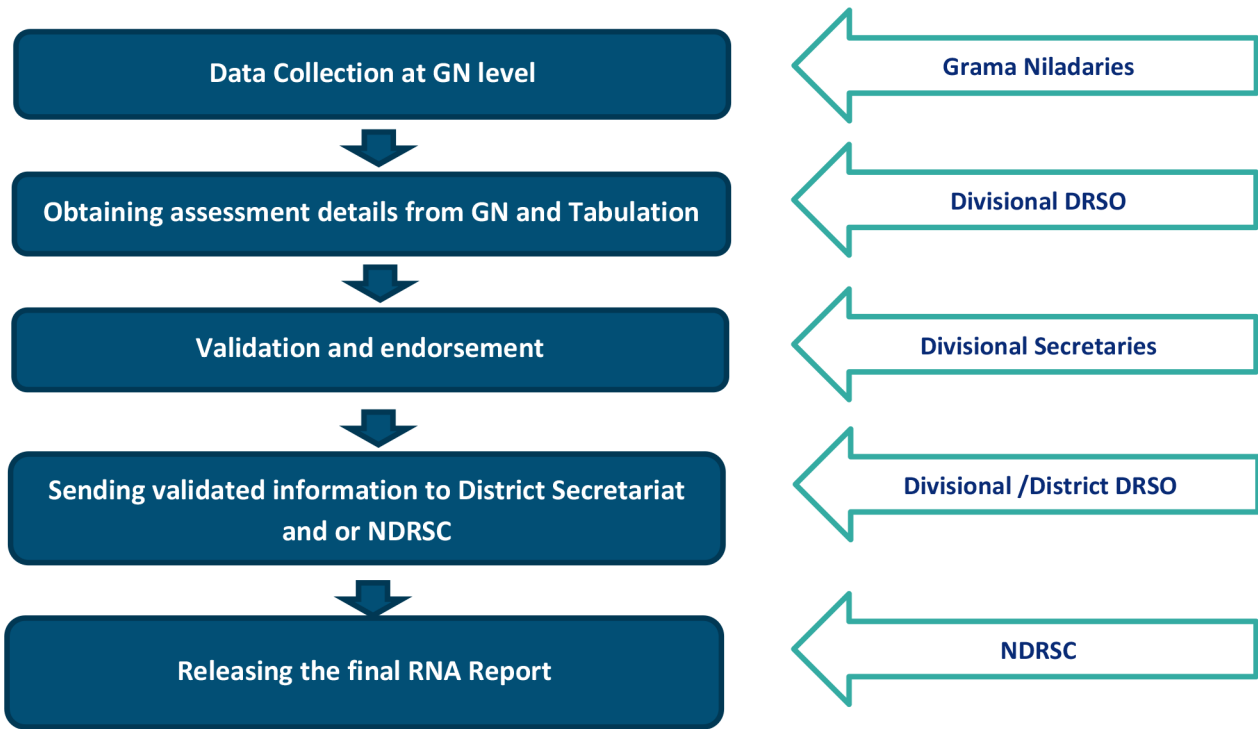 Data Collection at GN level
Grama Niladaries
Obtaining assessment details from GN and Tabulation
Divisional DRSO
Validation and endorsement
Divisional Secretaries
Sending validated information to District Secretariat
and or NDRSC
Divisional /District DRSO
Releasing the final RNA Report
NDRSC